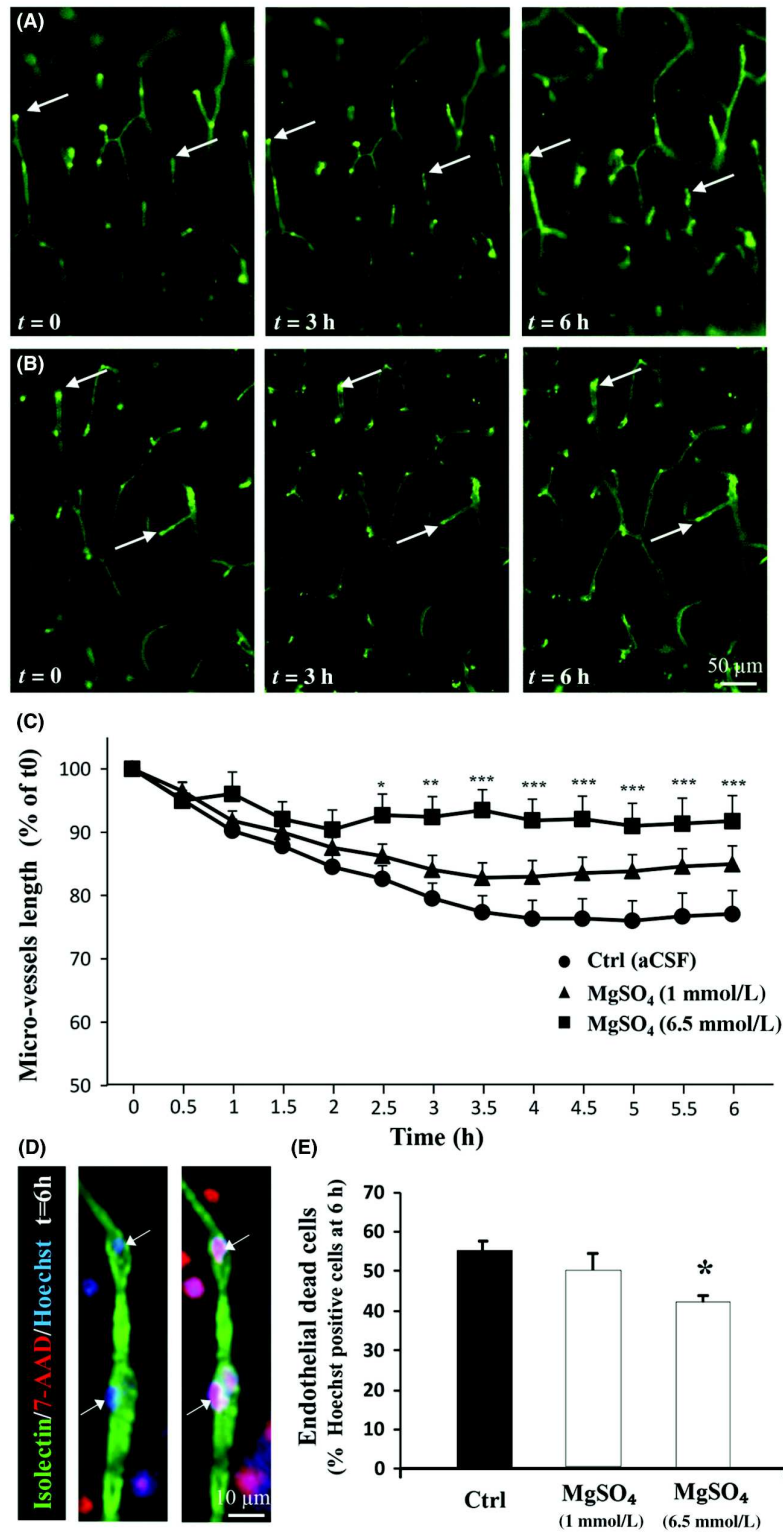 (A)
t = 0
t = 3 h
t = 6 h
(B)
t = 0
t = 3 h
t = 6 h
50 µm
(C)
Micro-vessels length (% of t0)
100
90
80
70
60
50
* ** *** *** *** *** *** ***
Ctrl (aCSF)
MgSO₄ (1 mmol/L)
MgSO₄ (6.5 mmol/L)
0 0.5 1 1.5 2 2.5 3 3.5 4 4.5 5 5.5 6
Time (h)
(D)
Isolectin/7-AAD/Hoechst t=6h
10 µm
(E)
Endothelial dead cells
(% Hoechst positive cells at 6 h)
70
60
50
40
30
20
10
0
*
Ctrl
MgSO₄
(1 mmol/L)
MgSO₄
(6.5 mmol/L)